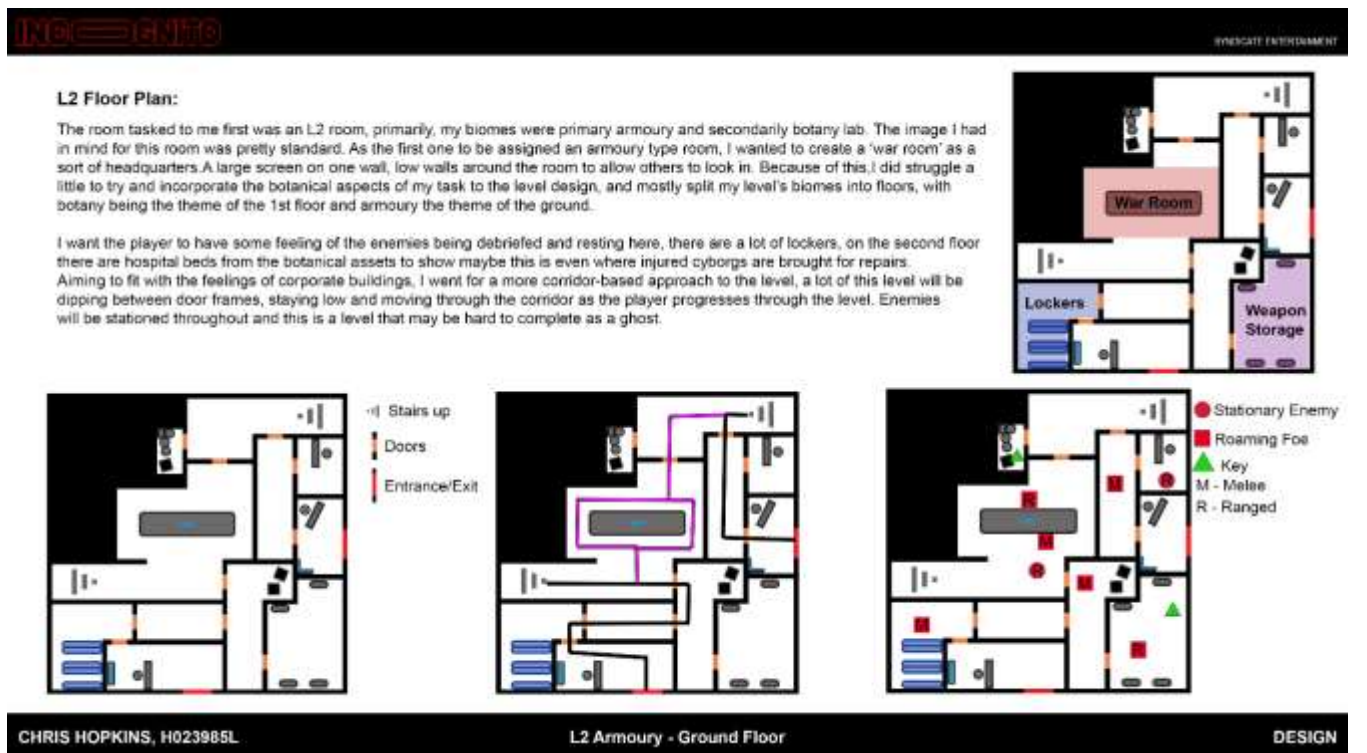 INCOGNITO
SYNDICATE ENTERTAINMENT
L2 Floor Plan:
The room tasked to me first was an L2 room, primarily, my biomes were primary armoury and secondarily botany lab. The image I had
in mind for this room was pretty standard. As the first one to be assigned an armoury type room, I wanted to create a 'war room' as a
sort of headquarters.A large screen on one wall, low walls around the room to allow others to look in. Because of this,I did struggle a
little to try and incorporate the botanical aspects of my task to the level design, and mostly split my level's biomes into floors, with
botany being the theme of the 1st floor and armoury the theme of the ground.
I want the player to have some feeling of the enemies being debriefed and resting here, there are a lot of lockers, on the second floor
there are hospital beds from the botanical assets to show maybe this is even where injured cyborgs are brought for repairs.
Aiming to fit with the feelings of corporate buildings, I went for a more corridor-based approach to the level, a lot of this level will be
dipping between door frames, staying low and moving through the corridor as the player progresses through the level. Enemies
will be stationed throughout and this is a level that may be hard to complete as a ghost.
War Room
Lockers
Weapon
Storage
Stairs up
Doors
Entrance/Exit
Stationary Enemy
Roaming Foe
Key
M - Melee
R - Ranged
M
R
R
M
R
M
M
R
CHRIS HOPKINS, H023985L
L2 Armoury - Ground Floor
DESIGN